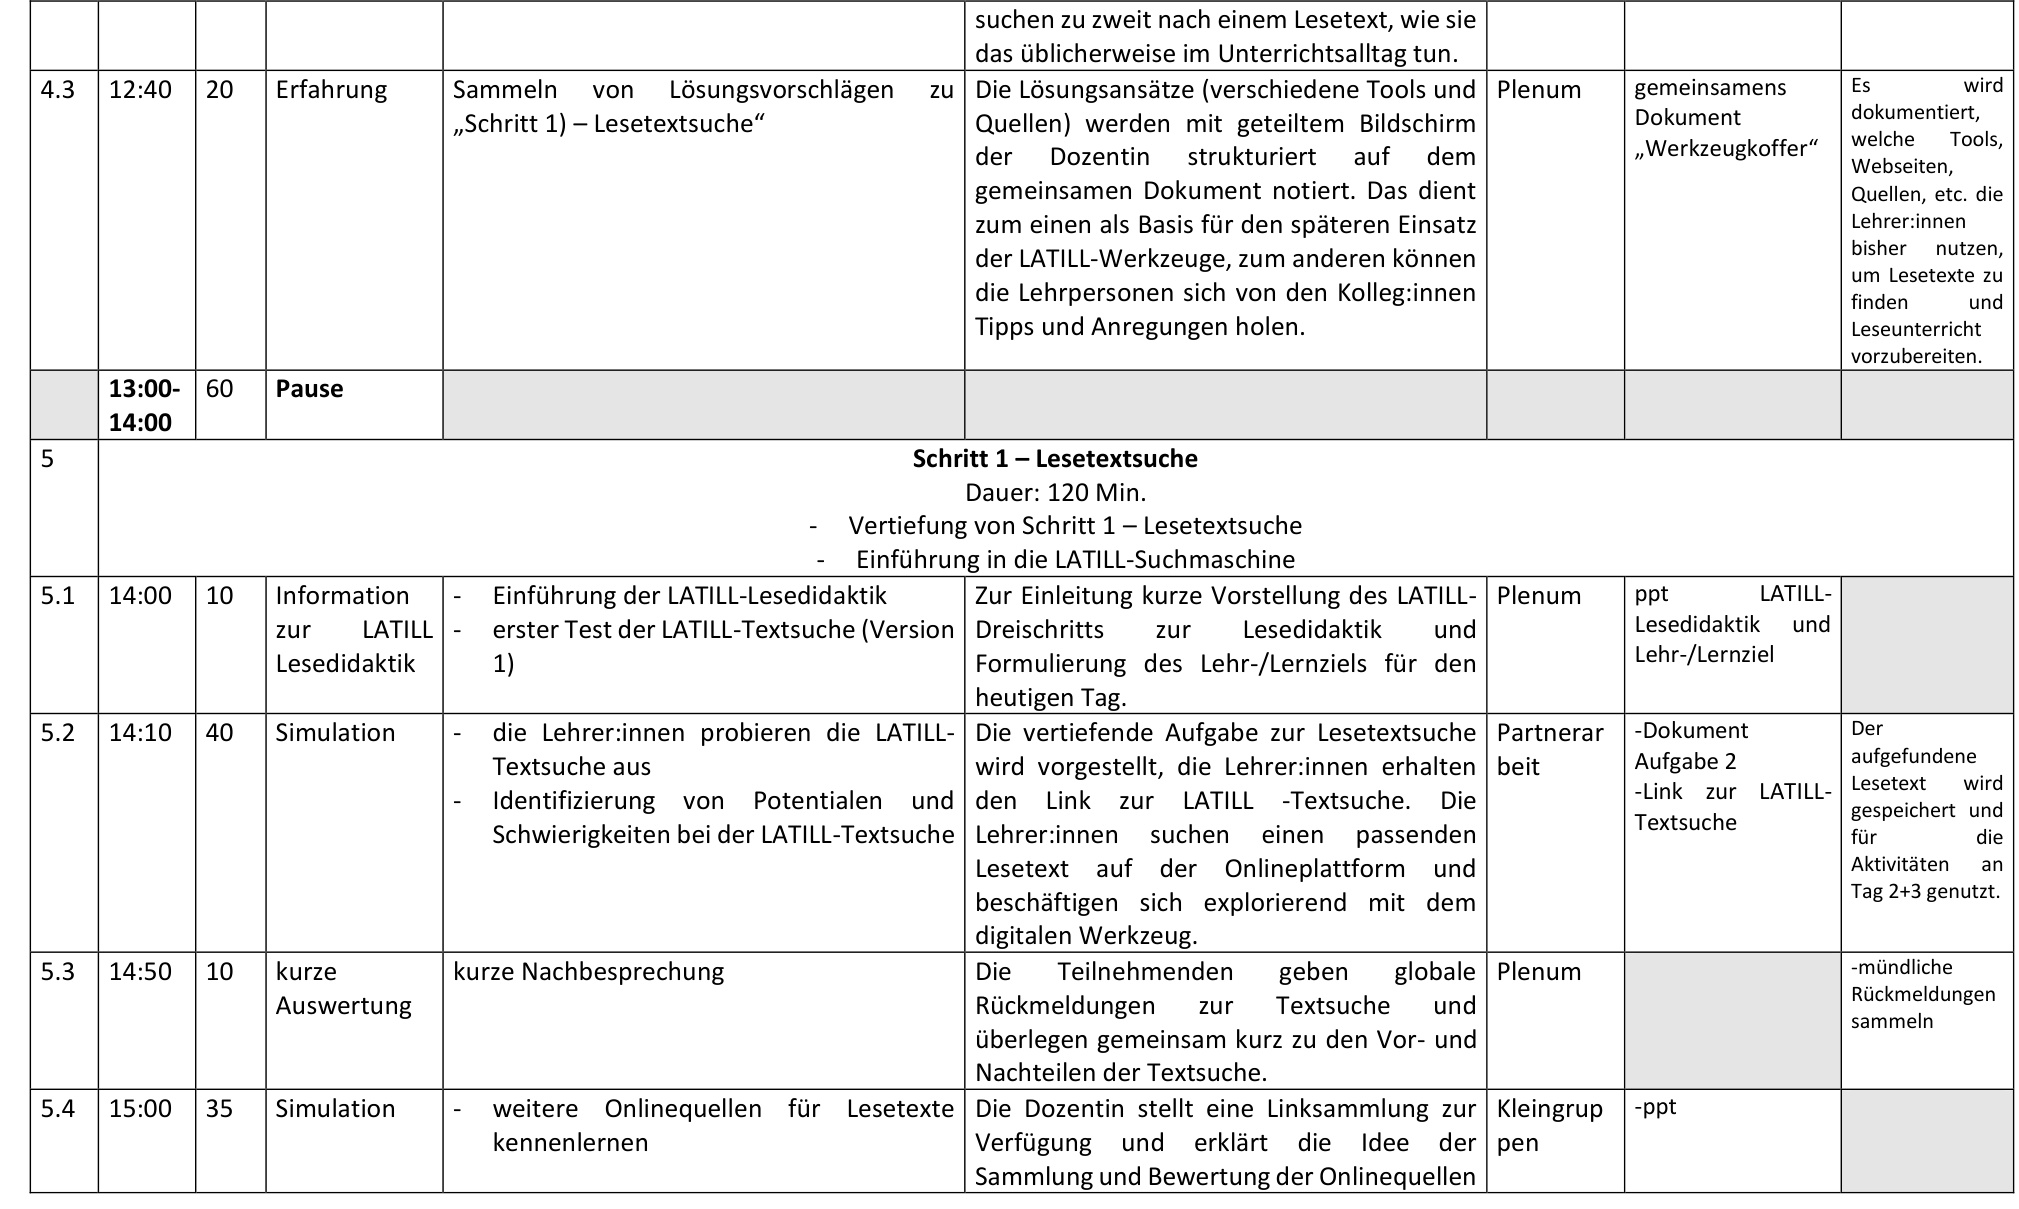 suchen zu zweit nach einem Lesetext, wie sie
das üblicherweise im Unterrichtsalltag tun.
4.3
12:40
20
Erfahrung
Sammeln von Lösungsvorschlägen zu
„Schritt 1) – Lesetextsuche“
Die Lösungsansätze (verschiedene Tools und
Quellen) werden mit geteiltem Bildschirm
der Dozentin strukturiert auf dem
gemeinsamen Dokument notiert. Das dient
zum einen als Basis für den späteren Einsatz
der LATILL-Werkzeuge, zum anderen können
die Lehrpersonen sich von den Kolleg:innen
Tipps und Anregungen holen.
Plenum
gemeinsamens
Dokument
„Werkzeugkoffer“
Es wird
dokumentiert,
welche Tools,
Webseiten,
Quellen, etc. die
Lehrer:innen
bisher nutzen,
um Lesetexte zu
finden und
Leseunterricht
vorzubereiten.
13:00-
14:00
60
Pause
5
Schritt 1 – Lesetextsuche
Dauer: 120 Min.
- Vertiefung von Schritt 1 – Lesetextsuche
- Einführung in die LATILL-Suchmaschine
5.1
14:00
10
Information
zur LATILL
Lesedidaktik
- Einführung der LATILL-Lesedidaktik
- erster Test der LATILL-Textsuche (Version
1)
Zur Einleitung kurze Vorstellung des LATILL-
Dreischritts zur Lesedidaktik und
Formulierung des Lehr-/Lernziels für den
heutigen Tag.
Plenum
ppt LATILL-
Lesedidaktik und
Lehr-/Lernziel
5.2
14:10
40
Simulation
- die Lehrer:innen probieren die LATILL-
Textsuche aus
- Identifizierung von Potentialen und
Schwierigkeiten bei der LATILL-Textsuche
Die vertiefende Aufgabe zur Lesetextsuche
wird vorgestellt, die Lehrer:innen erhalten
den Link zur LATILL -Textsuche. Die
Lehrer:innen suchen einen passenden
Lesetext auf der Onlineplattform und
beschäftigen sich explorierend mit dem
digitalen Werkzeug.
Partnerar
beit
-Dokument
Aufgabe 2
-Link zur LATILL-
Textsuche
Der
aufgefundene
Lesetext wird
gespeichert und
für die
Aktivitäten an
Tag 2+3 genutzt.
5.3
14:50
10
kurze
Auswertung
kurze Nachbesprechung
Die Teilnehmenden geben globale
Rückmeldungen zur Textsuche und
überlegen gemeinsam kurz zu den Vor- und
Nachteilen der Textsuche.
Plenum
-mündliche
Rückmeldungen
sammeln
5.4
15:00
35
Simulation
- weitere Onlinequellen für Lesetexte
kennenlernen
Die Dozentin stellt eine Linksammlung zur
Verfügung und erklärt die Idee der
Sammlung und Bewertung der Onlinequellen
Kleingrup
pen
-ppt